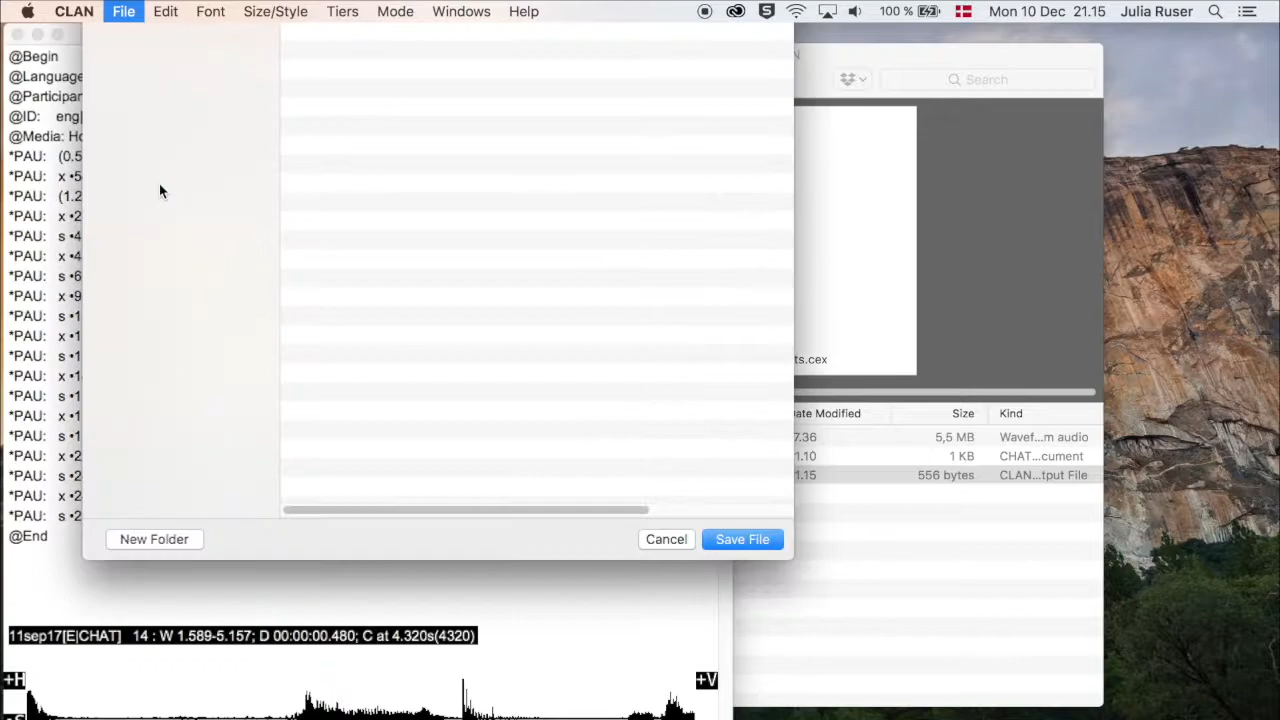 CLAN File Edit Font Size/Style Tiers Mode Windows Help 100 % Mon 10 Dec 21.15 Julia Ruser
@Begin
@Language
@Participan
@ID: eng|
@Media: Ho
*PAU: (0.5
*PAU: x •5
*PAU: (1.2
*PAU: x •2
*PAU: s •4
*PAU: x •4
*PAU: s •6
*PAU: x •9
*PAU: s •1
*PAU: x •1
*PAU: s •1
*PAU: x •1
*PAU: s •1
*PAU: x •1
*PAU: s •1
*PAU: x •2
*PAU: s •2
*PAU: x •2
*PAU: s •2
@End
New Folder
Cancel
Save File
N
Search
ts.cex
ate Modified Size Kind
7.36 5,5 MB Wavef...m audio
1.10 1 KB CHAT...cument
1.15 556 bytes CLAN...tput File
11sep17[E|CHAT] 14 : W 1.589-5.157; D 00:00:00.480; C at 4.320s(4320)
+H
+V